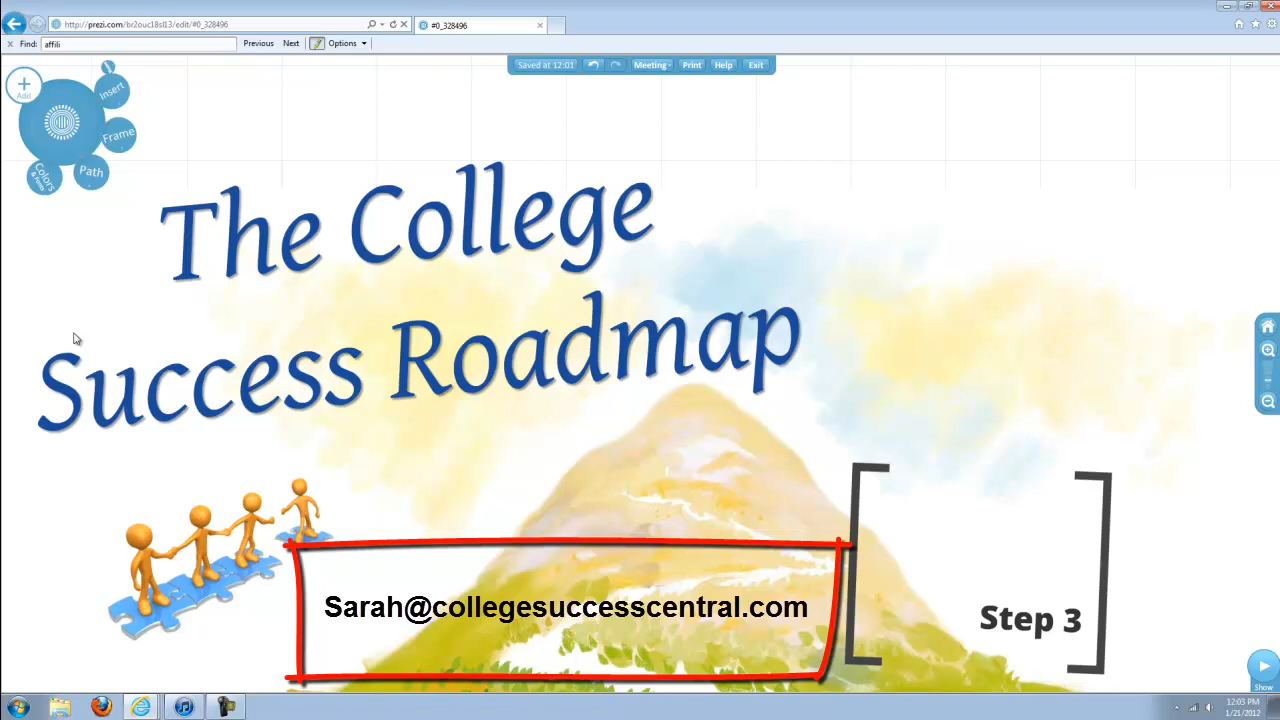 http://prezi.com/br2ouc18sl13/edit/#0_328496
#0_328496
Find: affili
Previous Next Options
Saved at 12:01 Meeting Print Help Exit
Add
Insert
Frame
Path
Colors & Fonts
The College
Success Roadmap
Sarah@collegesuccesscentral.com
Step 3
Show
12:03 PM
1/21/2012